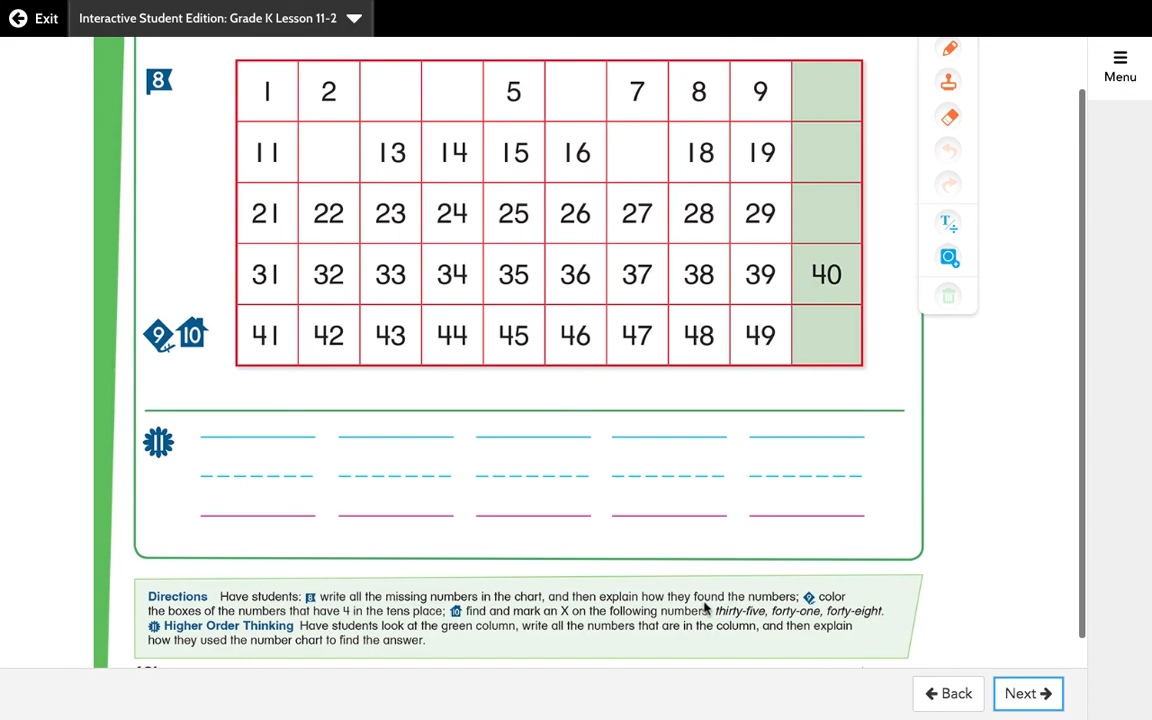 Exit
Interactive Student Edition: Grade K Lesson 11-2
Menu
8
1 2 5 7 8 9
11 13 14 15 16 18 19
21 22 23 24 25 26 27 28 29
31 32 33 34 35 36 37 38 39 40
9 10
41 42 43 44 45 46 47 48 49
11
Directions Have students: 8 write all the missing numbers in the chart, and then explain how they found the numbers; 9 color
the boxes of the numbers that have 4 in the tens place; 10 find and mark an X on the following numbers: thirty-five, forty-one, forty-eight.
11 Higher Order Thinking Have students look at the green column, write all the numbers that are in the column, and then explain
how they used the number chart to find the answer.
Back
Next